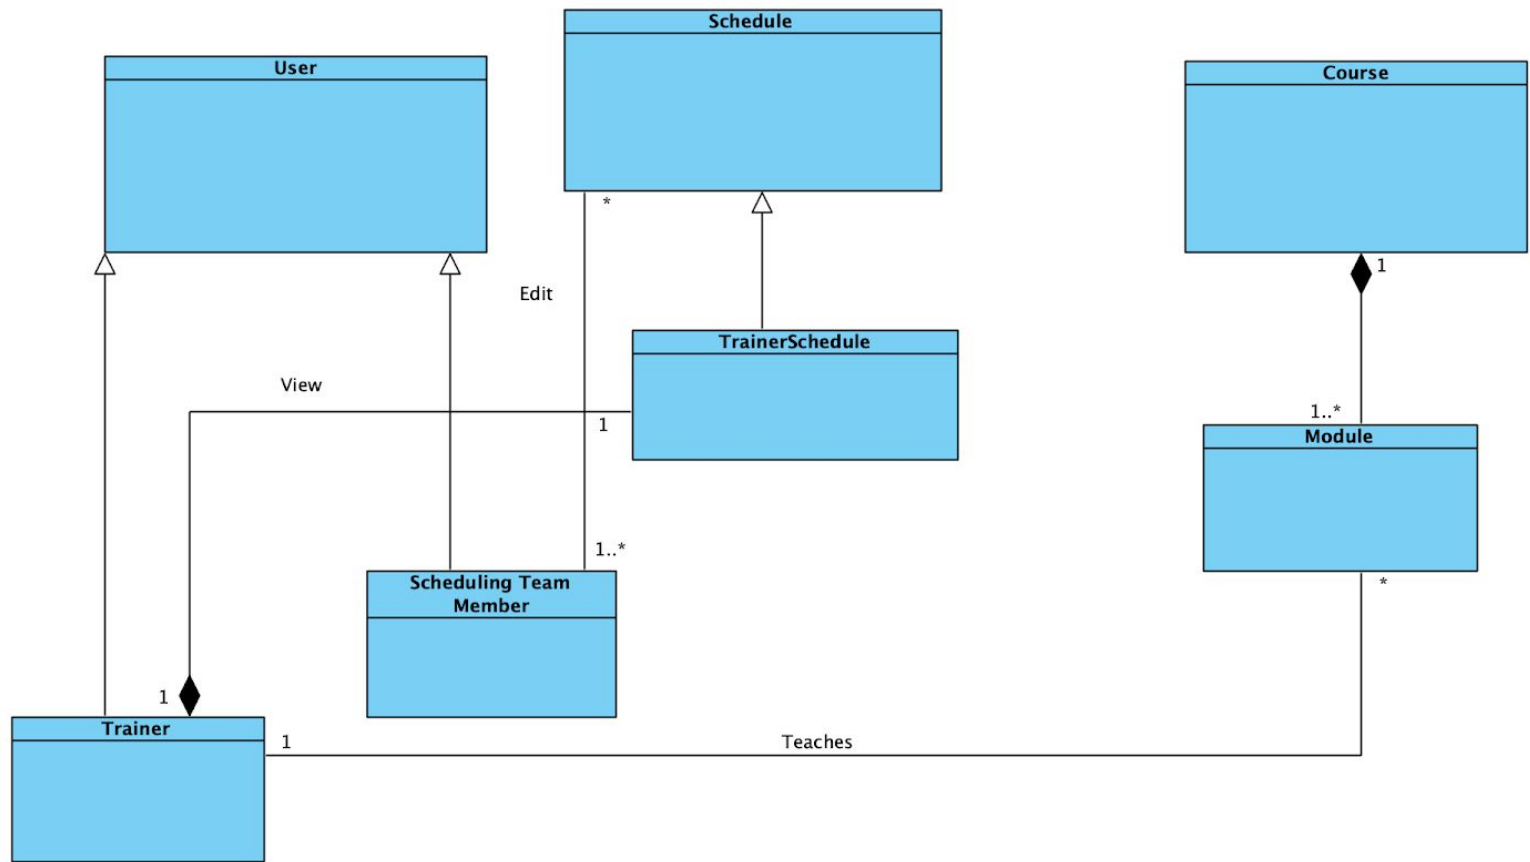 Schedule
User
Course
*
1
Edit
TrainerSchedule
View
1
1..*
Module
1..*
*
Scheduling Team
Member
1
Trainer
1
Teaches